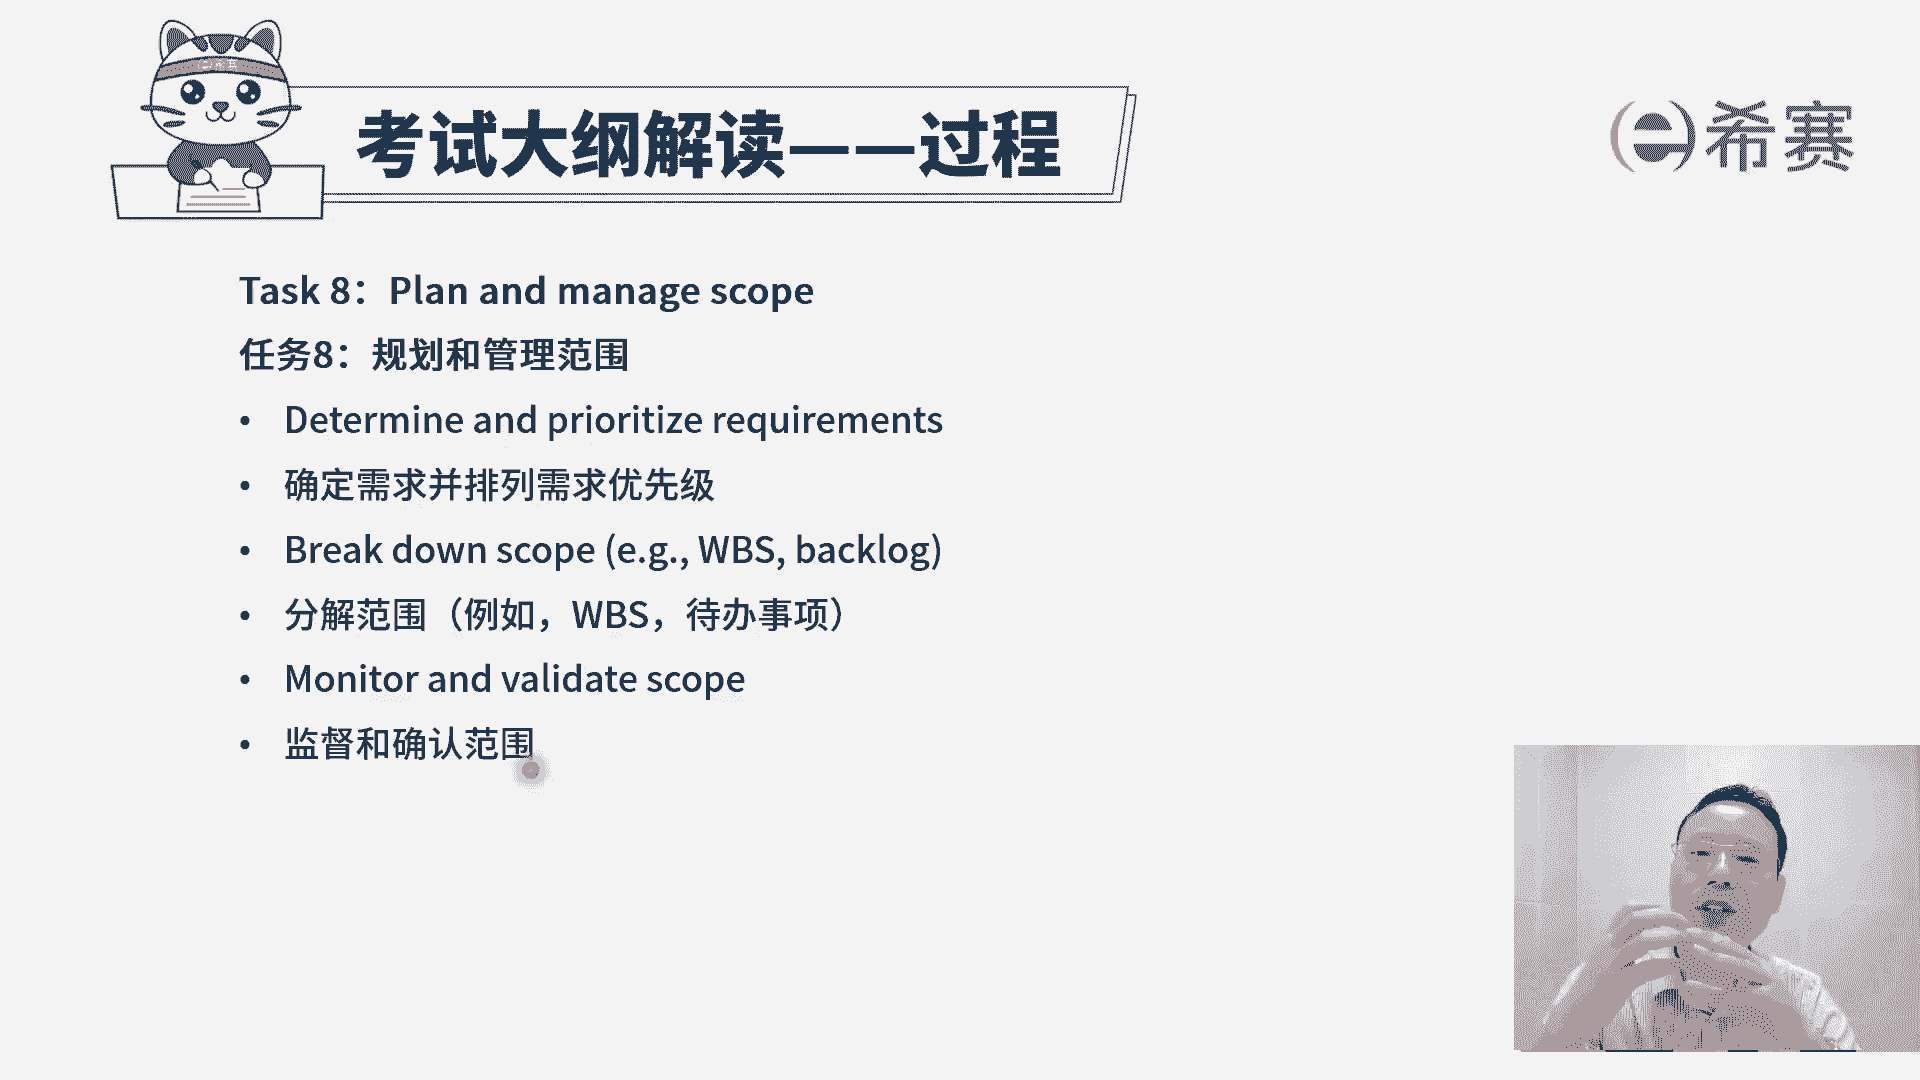 考试大纲解读——过程
希赛
希赛
Task 8：Plan and manage scope
任务8：规划和管理范围
• Determine and prioritize requirements
• 确定需求并排列需求优先级
• Break down scope (e.g., WBS, backlog)
• 分解范围（例如，WBS，待办事项）
• Monitor and validate scope
• 监督和确认范围